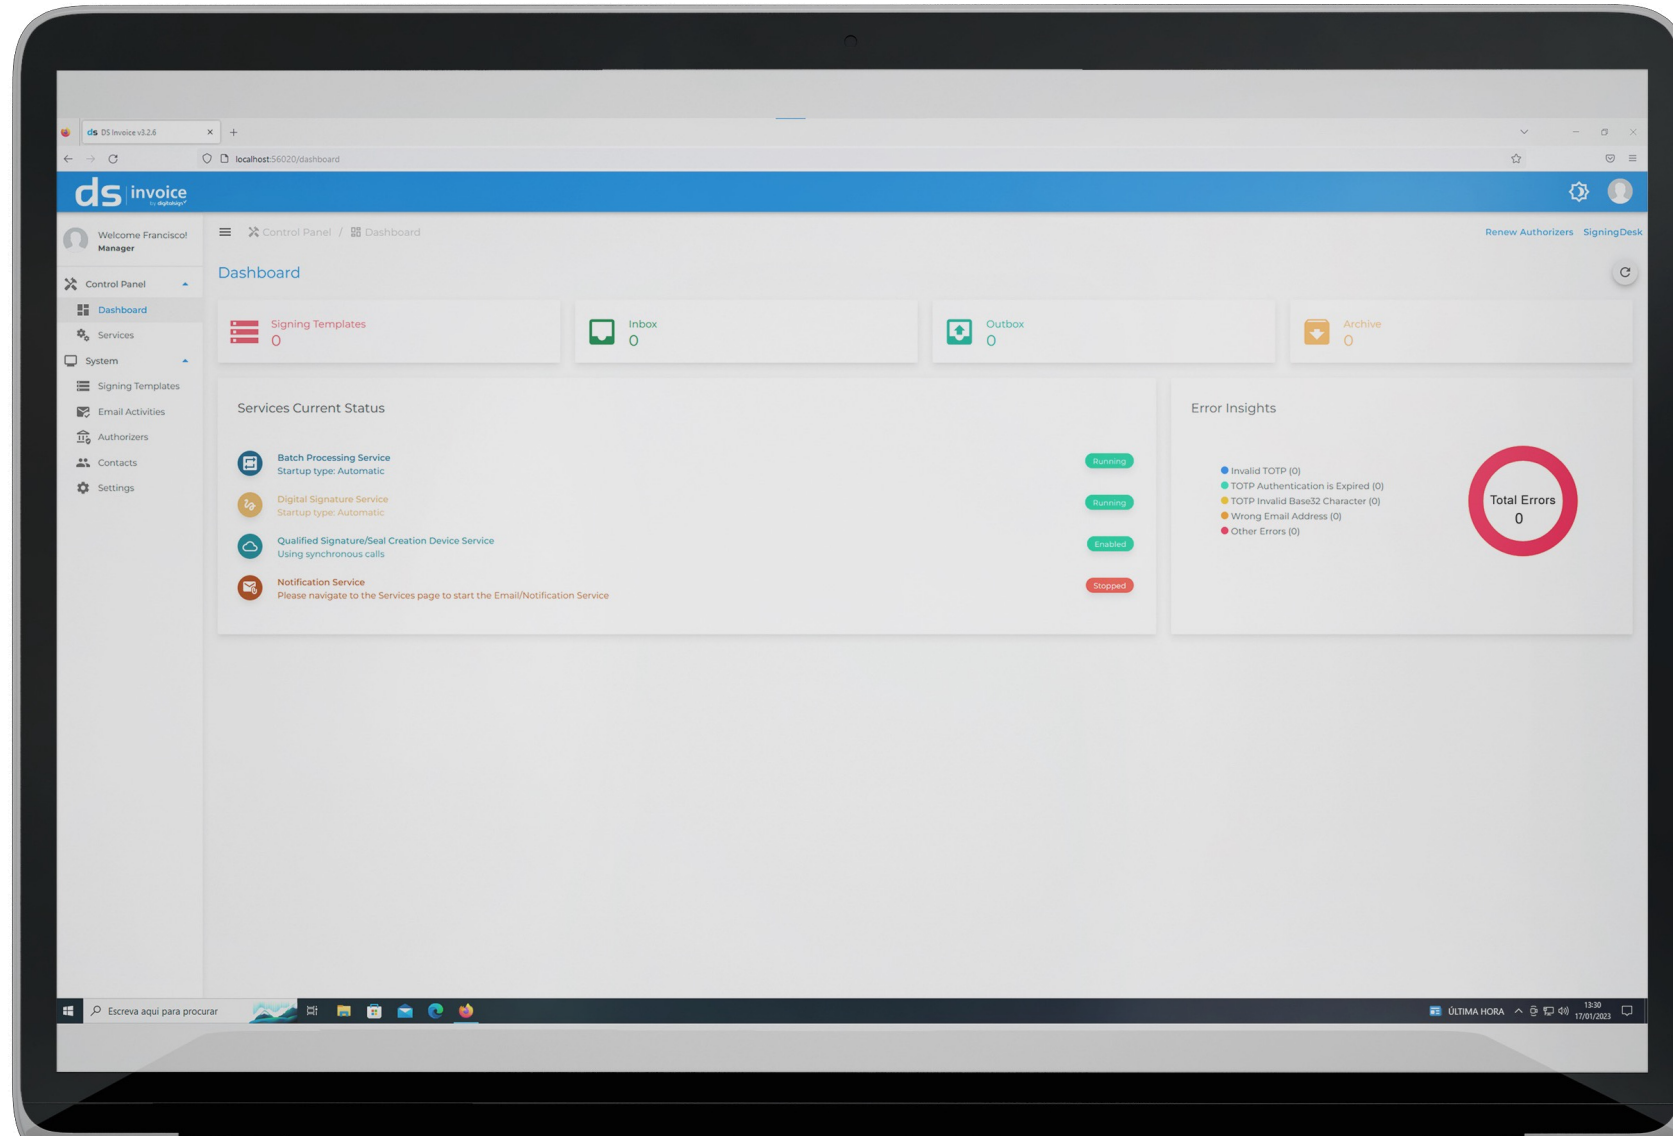 ds DS Invoice v3.2.6
localhost:56020/dashboard
ds invoice
by digitalsign
Welcome Francisco!
Manager
Control Panel / Dashboard
Renew Authorizers SigningDesk
Control Panel
Dashboard
Services
System
Signing Templates
Email Activities
Authorizers
Contacts
Settings
Dashboard
Signing Templates
0
Inbox
0
Outbox
0
Archive
0
Services Current Status
Batch Processing Service
Startup type: Automatic
Running
Digital Signature Service
Startup type: Automatic
Running
Qualified Signature/Seal Creation Device Service
Using synchronous calls
Enabled
Notification Service
Please navigate to the Services page to start the Email/Notification Service
Stopped
Error Insights
Invalid TOTP (0)
TOTP Authentication is Expired (0)
TOTP Invalid Base32 Character (0)
Wrong Email Address (0)
Other Errors (0)
Total Errors
0
Escreva aqui para procurar
ÚLTIMA HORA
13:30
17/01/2023